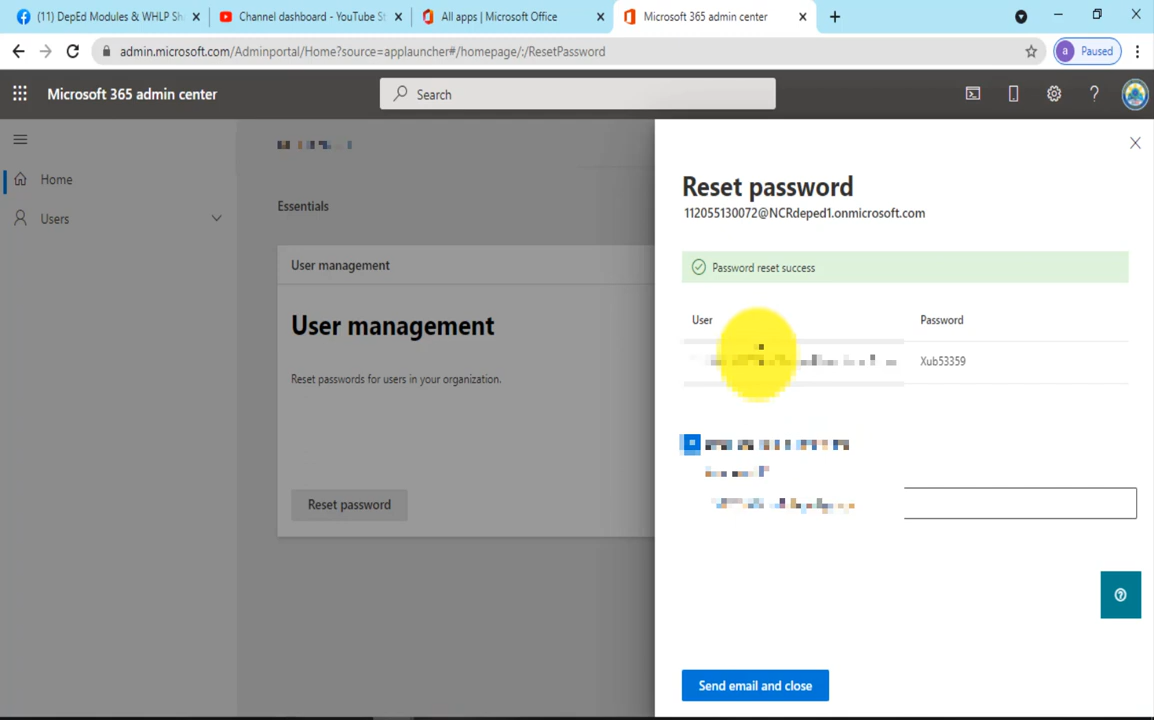 (11) DepEd Modules & WHLP Sh
Channel dashboard - YouTube St
All apps | Microsoft Office
Microsoft 365 admin center
admin.microsoft.com/Adminportal/Home?source=applauncher#/homepage/:/ResetPassword
a Paused
Microsoft 365 admin center
Search
Home
Users
Essentials
User management
User management
Reset passwords for users in your organization.
Reset password
Reset password
112055130072@NCRdeped1.onmicrosoft.com
Password reset success
User Password
Xub53359
Send email and close